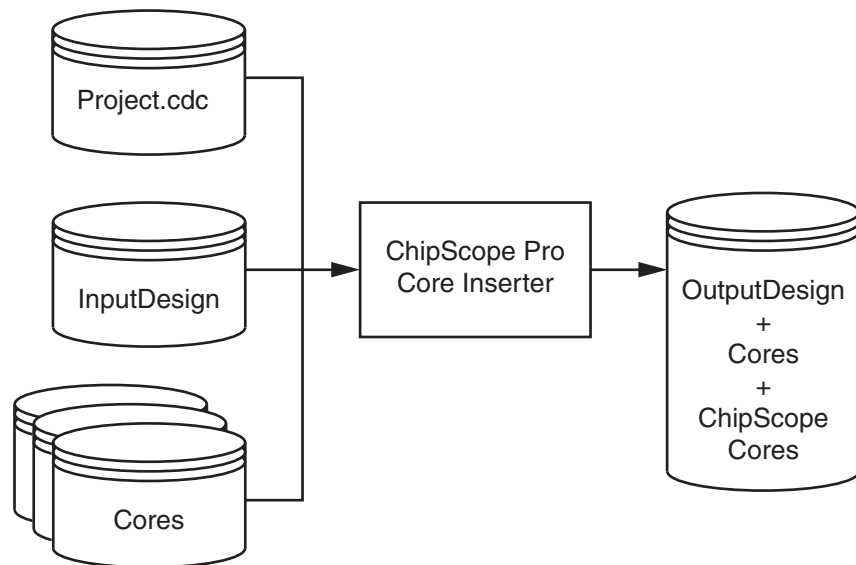 Project.cdc
InputDesign
Cores
ChipScope Pro
Core Inserter
OutputDesign
+
Cores
+
ChipScope
Cores